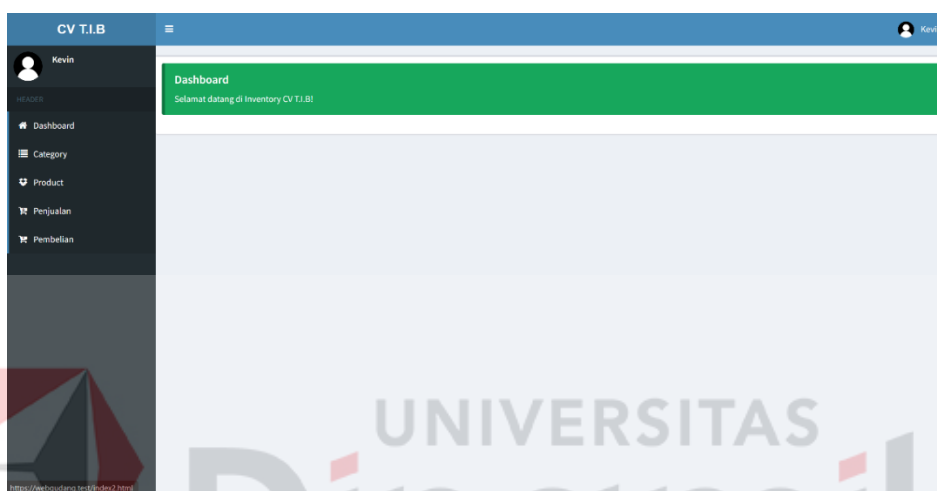 CV T.I.B
Kevin
Kevin
HEADER
Dashboard
Category
Product
Penjualan
Pembelian
Dashboard
Selamat datang di Inventory CV T.I.B!
UNIVERSITAS
https://webgudang.test/index2.html